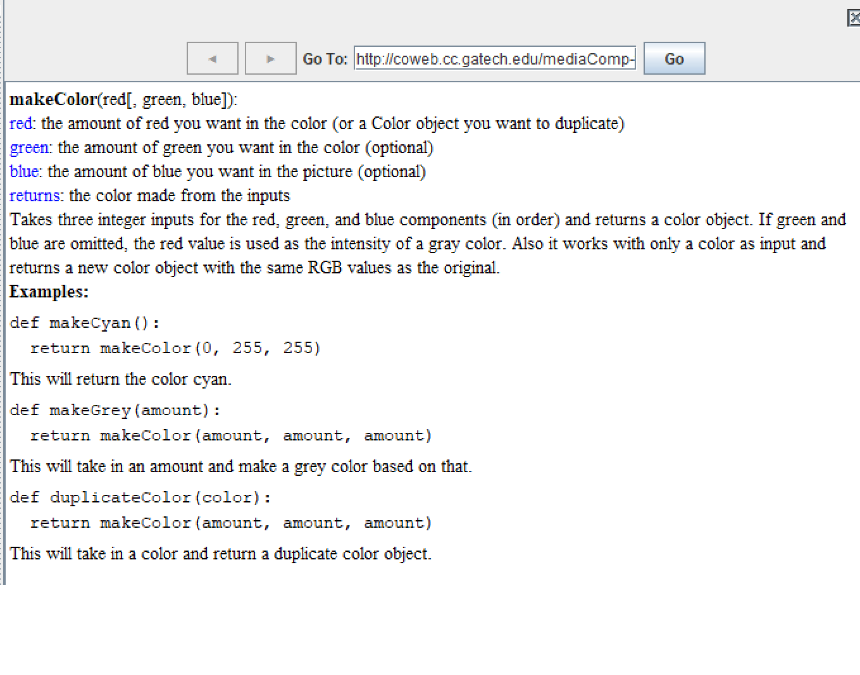 Go To: http://coweb.cc.gatech.edu/mediaComp- Go
makeColor(red[, green, blue]):
red: the amount of red you want in the color (or a Color object you want to duplicate)
green: the amount of green you want in the color (optional)
blue: the amount of blue you want in the picture (optional)
returns: the color made from the inputs
Takes three integer inputs for the red, green, and blue components (in order) and returns a color object. If green and
blue are omitted, the red value is used as the intensity of a gray color. Also it works with only a color as input and
returns a new color object with the same RGB values as the original.
Examples:
def makeCyan():
  return makeColor(0, 255, 255)
This will return the color cyan.
def makeGrey(amount):
  return makeColor(amount, amount, amount)
This will take in an amount and make a grey color based on that.
def duplicateColor(color):
  return makeColor(amount, amount, amount)
This will take in a color and return a duplicate color object.